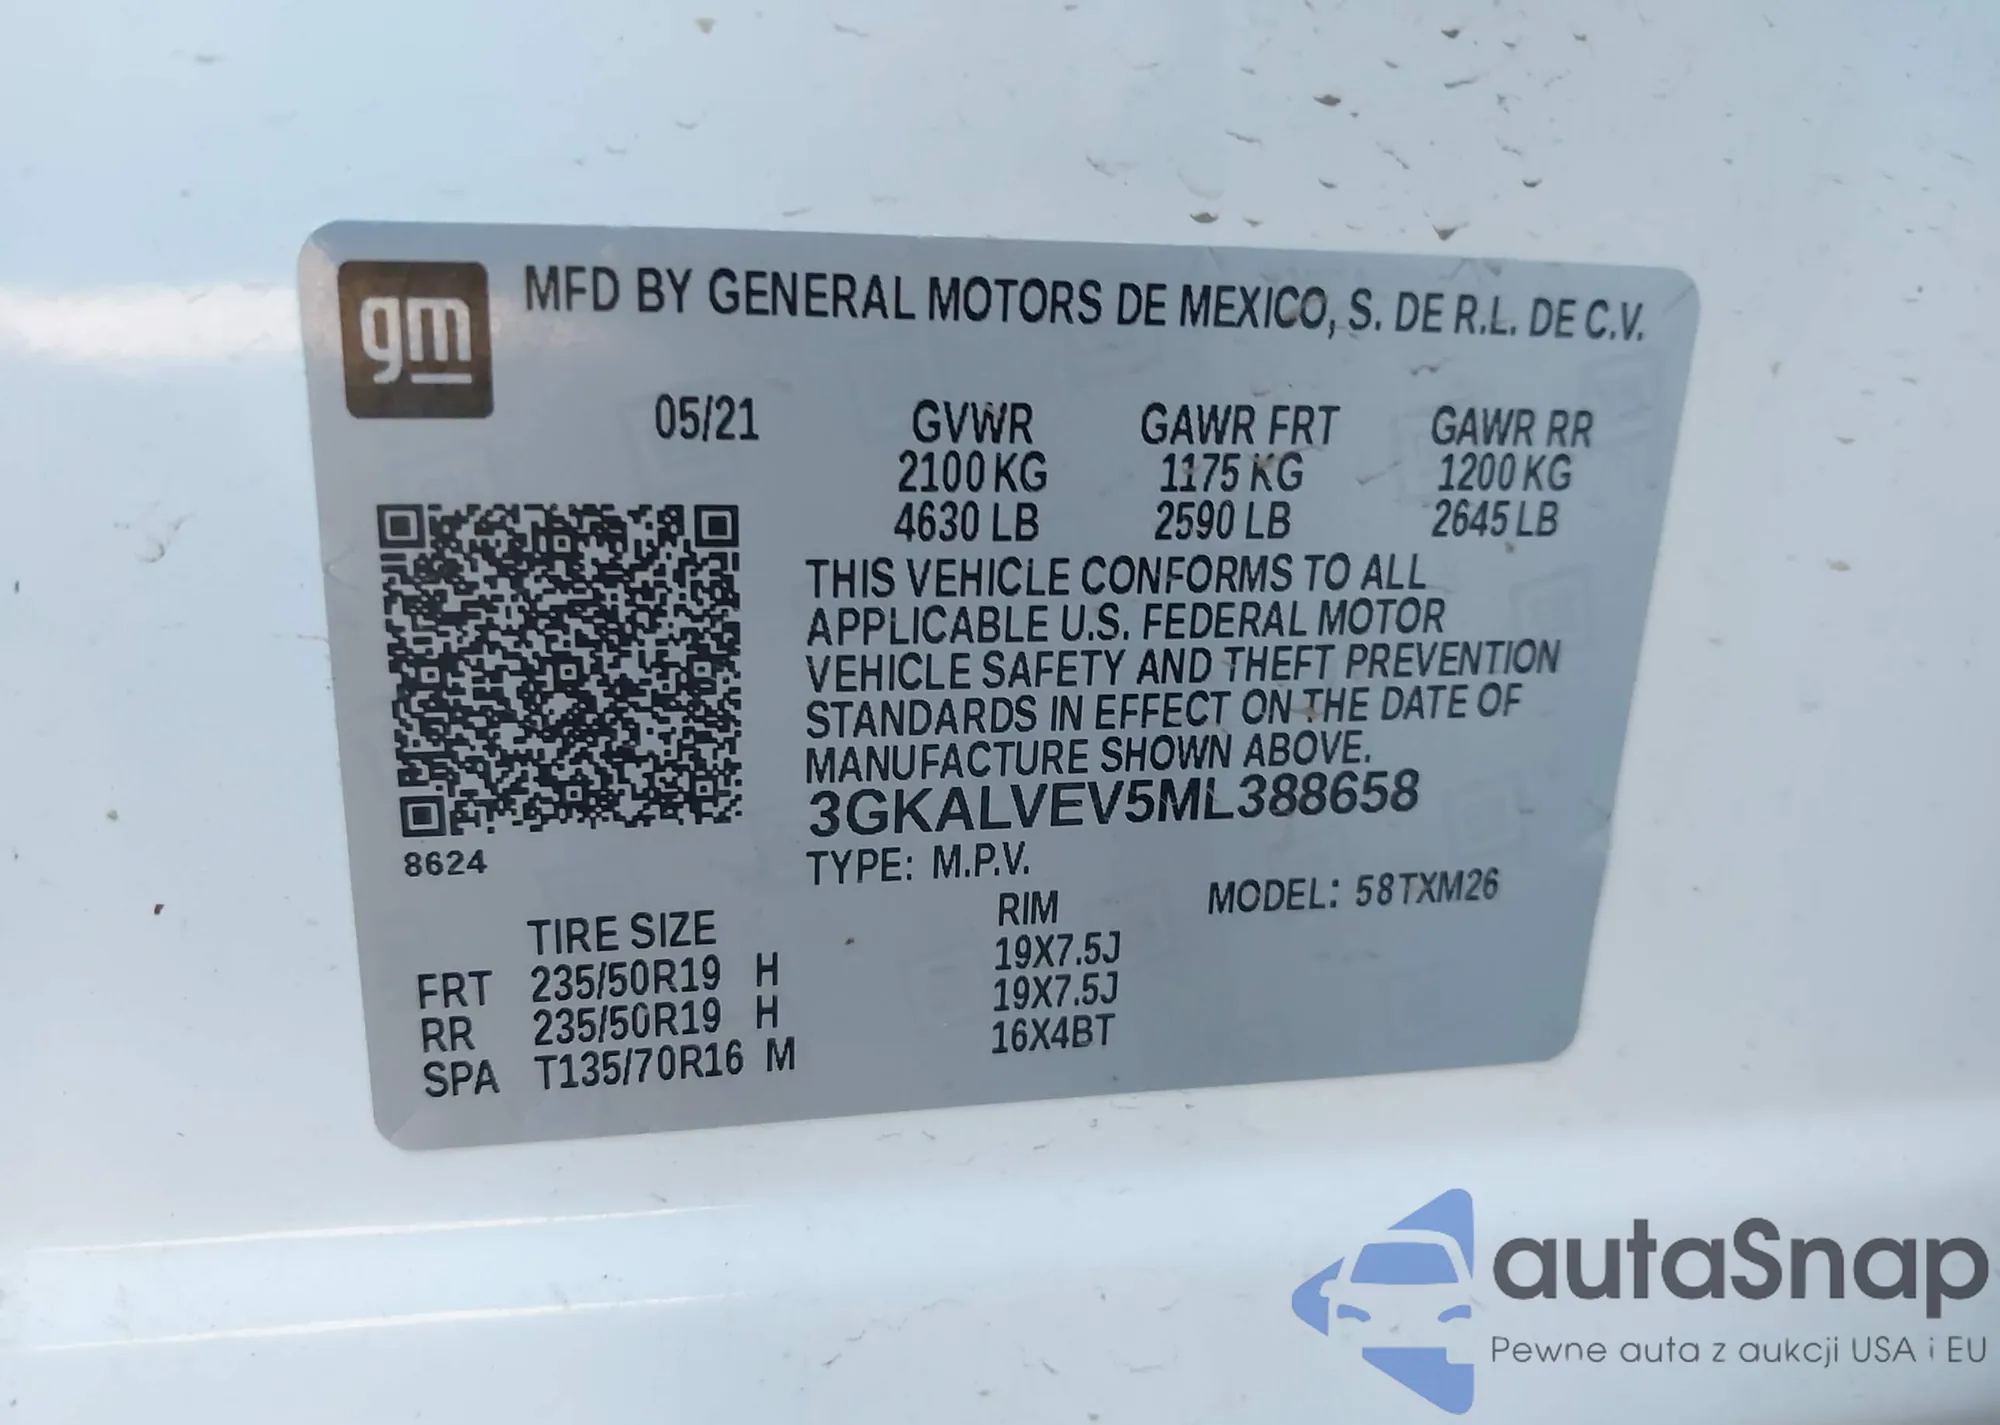 gm
MFD BY GENERAL MOTORS DE MEXICO, S. DE R.L. DE C.V.
05/21 GVWR GAWR FRT GAWR RR
2100 KG 1175 KG 1200 KG
4630 LB 2590 LB 2645 LB
THIS VEHICLE CONFORMS TO ALL
APPLICABLE U.S. FEDERAL MOTOR
VEHICLE SAFETY AND THEFT PREVENTION
STANDARDS IN EFFECT ON THE DATE OF
MANUFACTURE SHOWN ABOVE.
3GKALVEV5ML388658
8624
TYPE: M.P.V. MODEL: 58TXM26
TIRE SIZE RIM
FRT 235/50R19 H 19X7.5J
RR 235/50R19 H 19X7.5J
SPA T135/70R16 M 16X4BT
autaSnap
Pewne auta z aukcji USA i EU